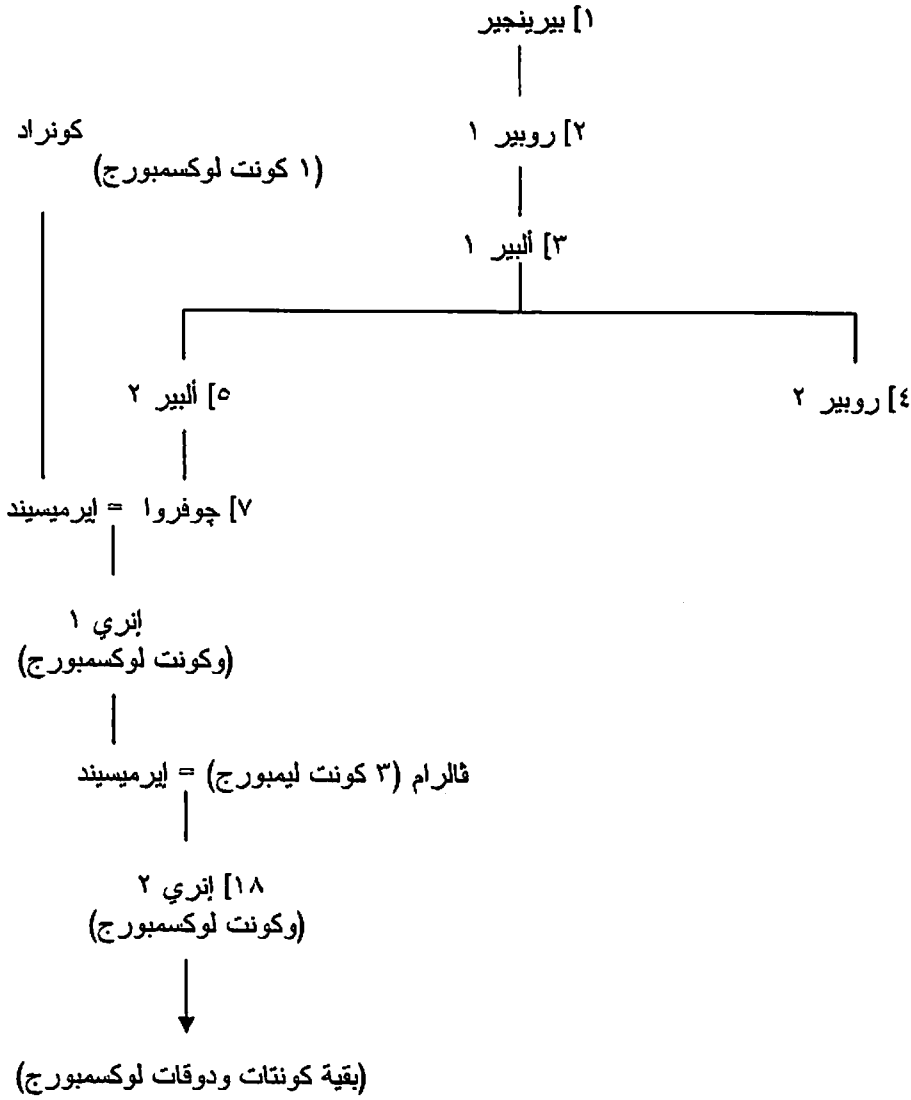 ١] بيرينجير
٢] روبير ١
كونراد
(١ كونت لوكسمبورج)
٣] ألبير ١
٤] روبير ٢
٥] ألبير ٢
٧] چوفروا = إيرميسيند
إنري ١
(وكونت لوكسمبورج)
ڤالرام (٣ كونت ليمبورج) = إيرميسيند
١٨] إنري ٢
(وكونت لوكسمبورج)
(بقية كونتات ودوقات لوكسمبورج)